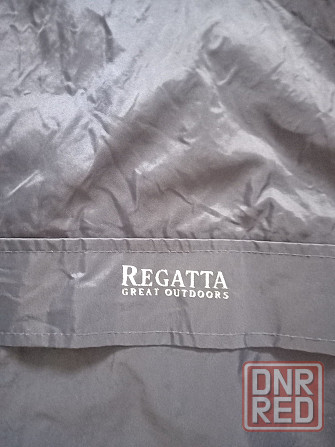 REGATTA
GREAT OUTDOORS
DNR
RED